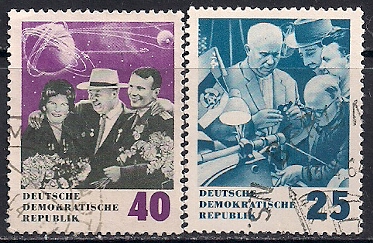 DEUTSCHE
DEMOKRATISCHE
REPUBLIK
40
DEUTSCHE
DEMOKRATISCHE
REPUBLIK
25